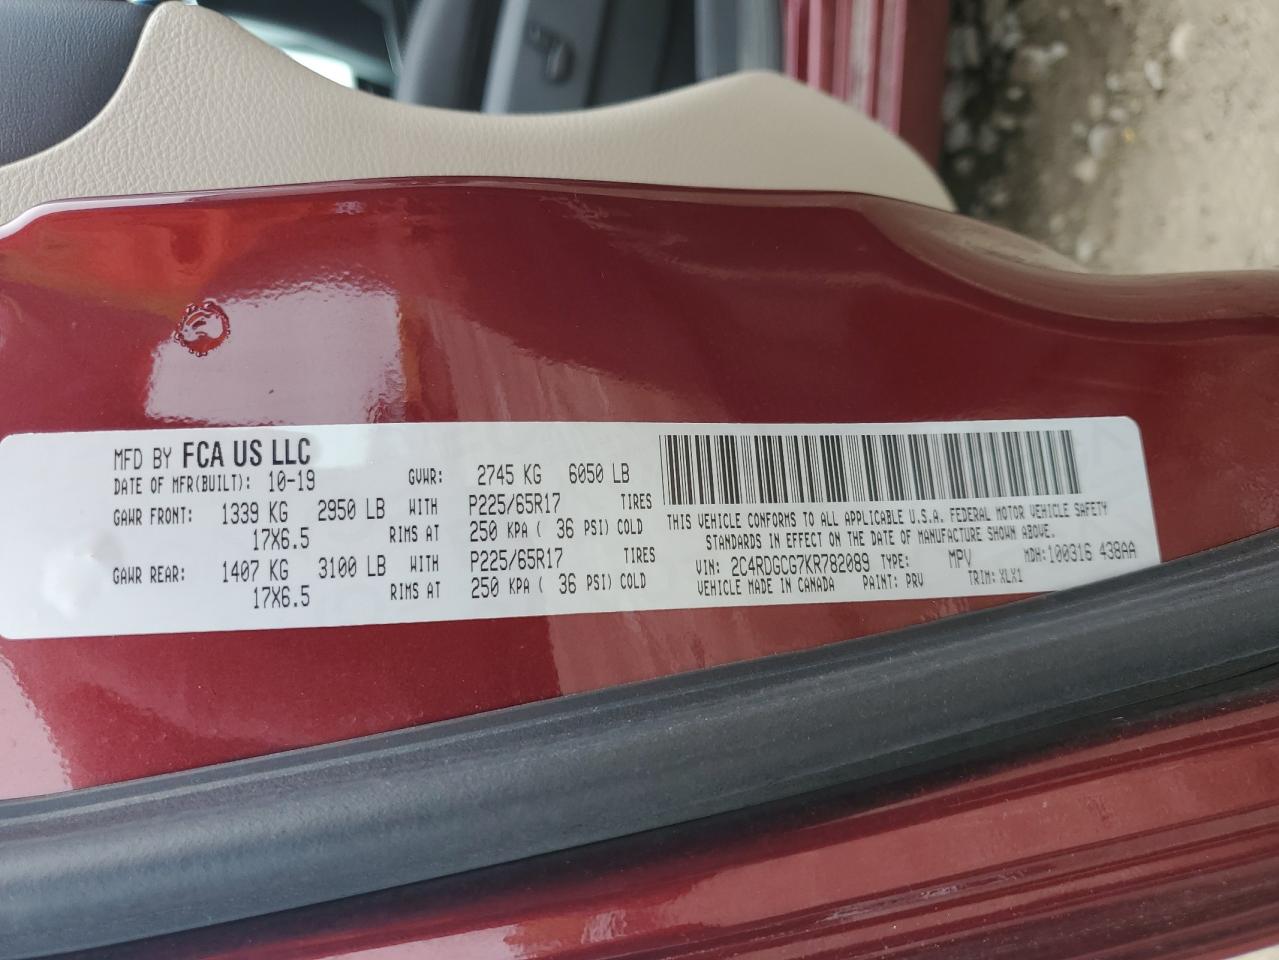 MFD BY FCA US LLC
DATE OF MFR(BUILT): 10-19 GVWR: 2745 KG 6050 LB
GAWR FRONT: 1339 KG 2950 LB WITH P225/65R17 TIRES
17X6.5 RIMS AT 250 KPA ( 36 PSI) COLD
GAWR REAR: 1407 KG 3100 LB WITH P225/65R17 TIRES
17X6.5 RIMS AT 250 KPA ( 36 PSI) COLD
THIS VEHICLE CONFORMS TO ALL APPLICABLE U.S.A. FEDERAL MOTOR VEHICLE SAFETY
STANDARDS IN EFFECT ON THE DATE OF MANUFACTURE SHOWN ABOVE.
VIN: 2C4RDGCG7KR782089 TYPE: MPV MDH: 100316 438AA
VEHICLE MADE IN CANADA PAINT: PRV TRIM: XLX1